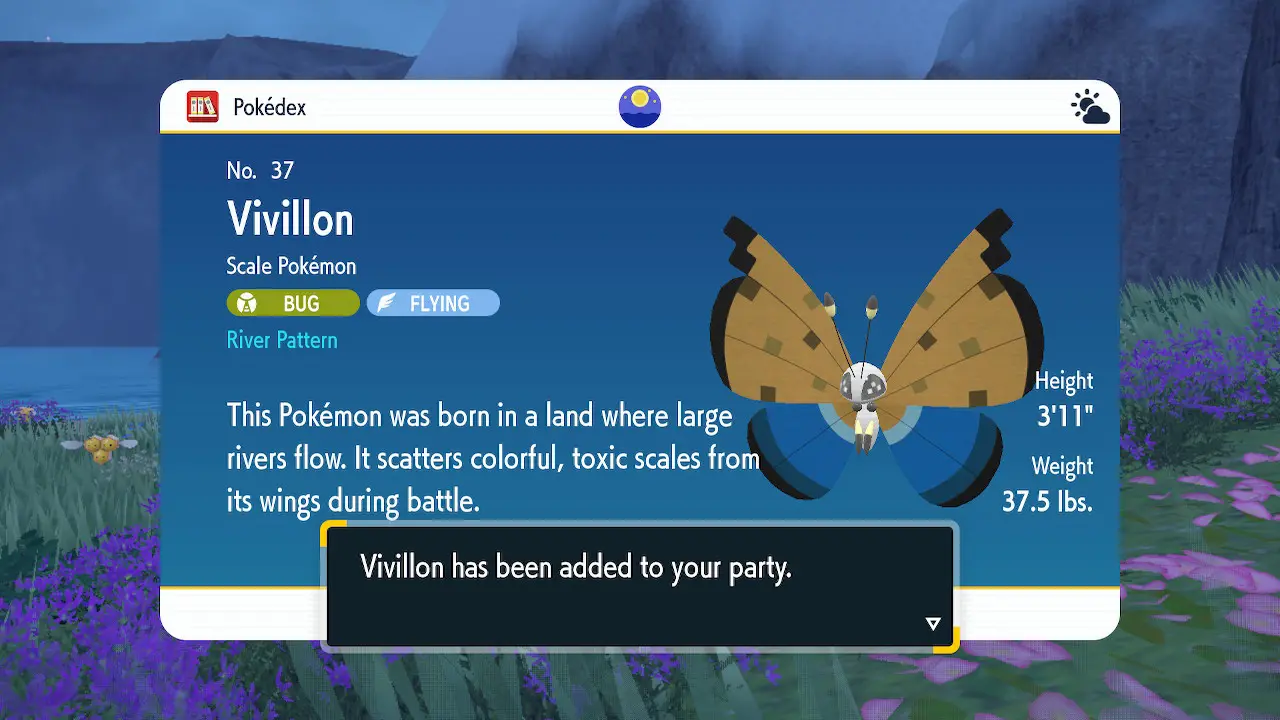 Pokédex
No. 37
Vivillon
Scale Pokémon
BUG FLYING
River Pattern
This Pokémon was born in a land where large
rivers flow. It scatters colorful, toxic scales from
its wings during battle.
Height
3'11"
Weight
37.5 lbs.
Vivillon has been added to your party.